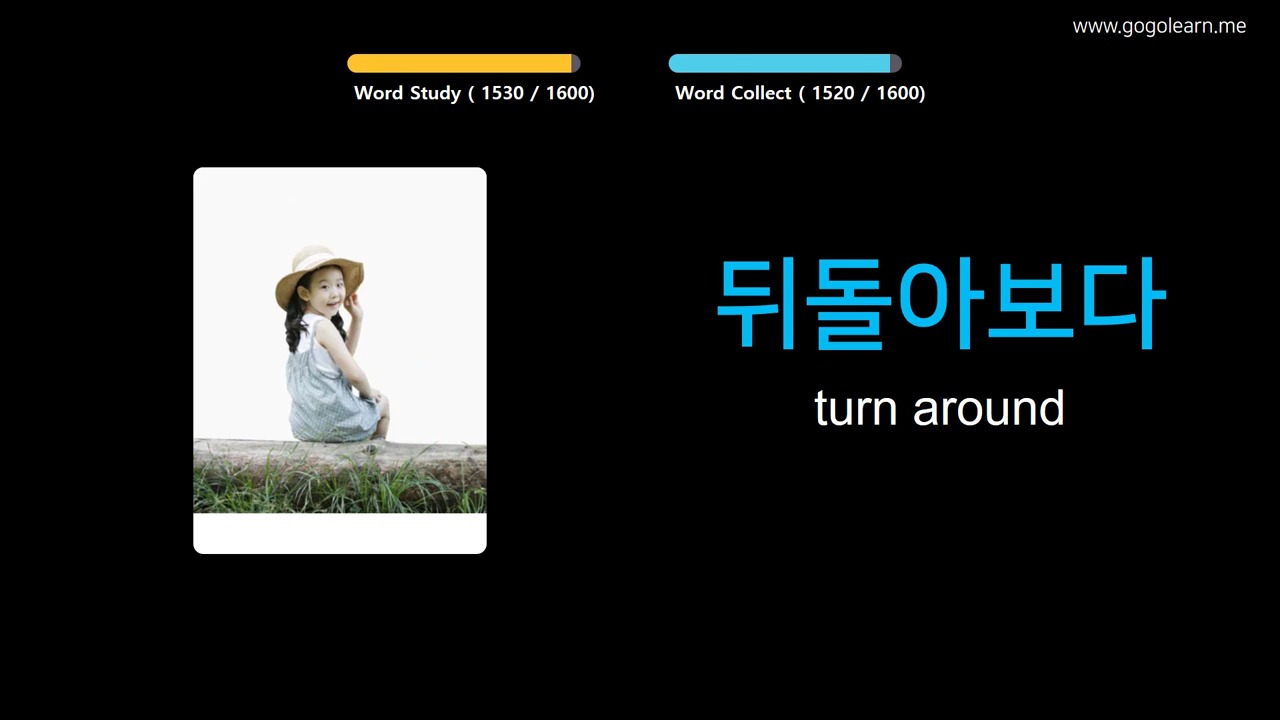 www.gogolearn.me
Word Study ( 1530 / 1600)
Word Collect ( 1520 / 1600)
뒤돌아보다
turn around